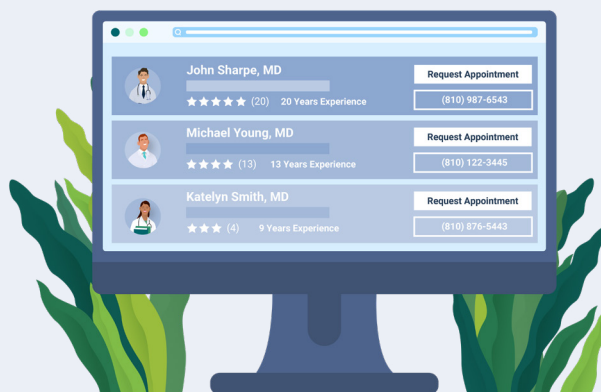 John Sharpe, MD
Request Appointment
(20) 20 Years Experience
(810) 987-6543
Michael Young, MD
Request Appointment
(13) 13 Years Experience
(810) 122-3445
Katelyn Smith, MD
Request Appointment
(4) 9 Years Experience
(810) 876-5443